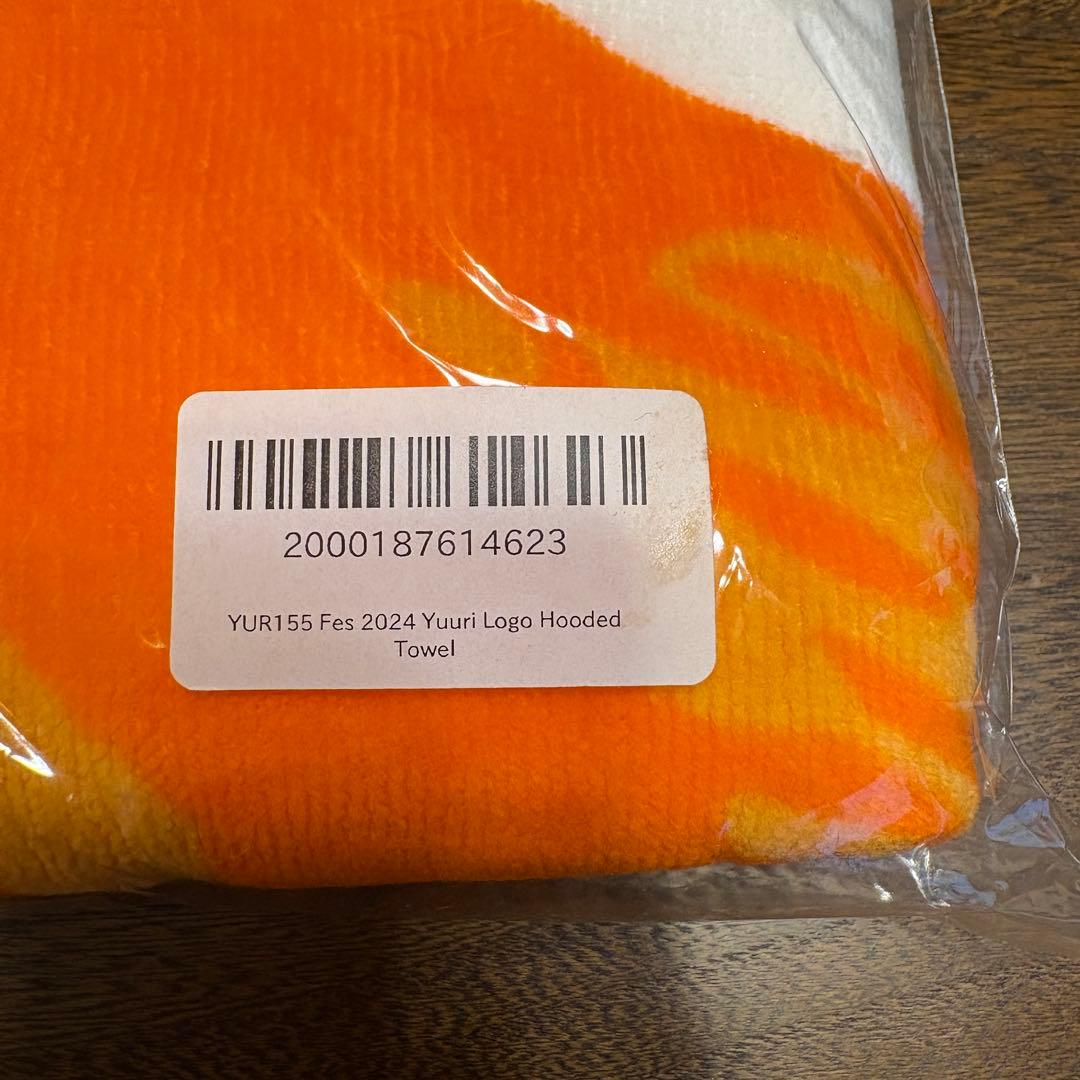 2000187614623
YUR155 Fes 2024 Yuuri Logo Hooded
Towel